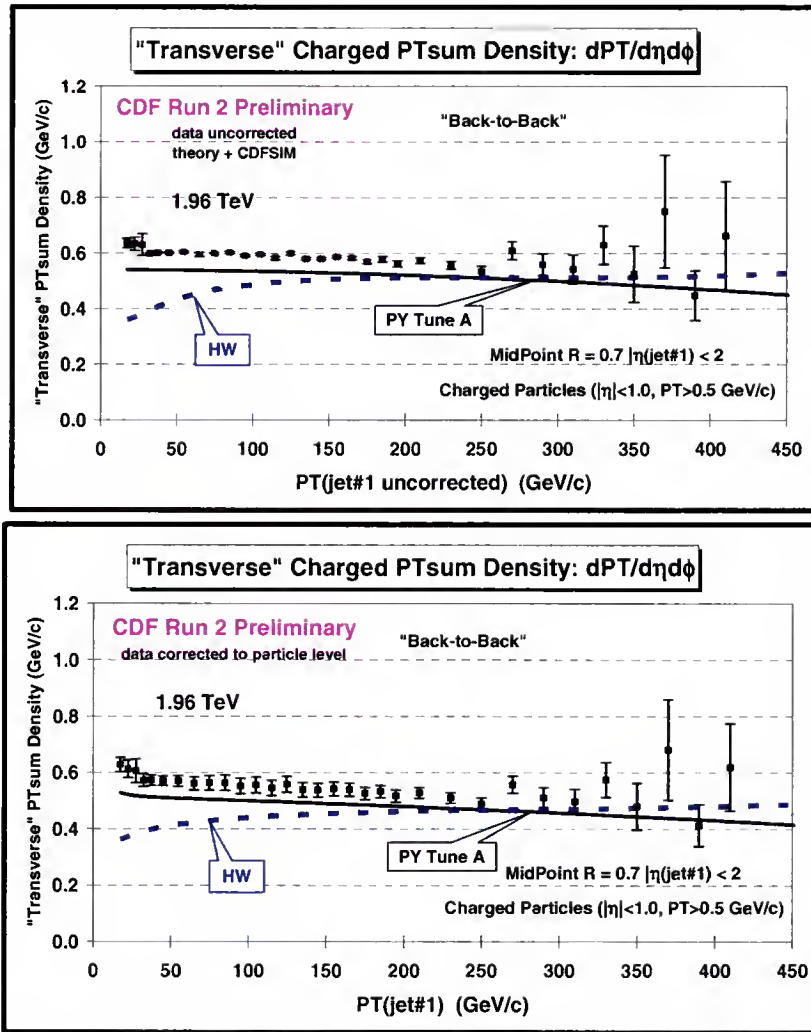 "Transverse" Charged PTsum Density: dPT/dηdϕ
"Transverse" PTsum Density (GeV/c)
1.2
1.0
0.8
0.6
0.4
0.2
0.0
CDF Run 2 Preliminary
data uncorrected
theory + CDFSIM
"Back-to-Back"
1.96 TeV
PY Tune A
HW
MidPoint R = 0.7 |η(jet#1) < 2
Charged Particles (|η|<1.0, PT>0.5 GeV/c)
0 50 100 150 200 250 300 350 400 450
PT(jet#1 uncorrected) (GeV/c)
"Transverse" Charged PTsum Density: dPT/dηdϕ
"Transverse" PTsum Density (GeV/c)
1.2
1.0
0.8
0.6
0.4
0.2
0.0
CDF Run 2 Preliminary
data corrected to particle level
"Back-to-Back"
1.96 TeV
HW
PY Tune A
MidPoint R = 0.7 |η(jet#1) < 2
Charged Particles (|η|<1.0, PT>0.5 GeV/c)
0 50 100 150 200 250 300 350 400 450
PT(jet#1) (GeV/c)